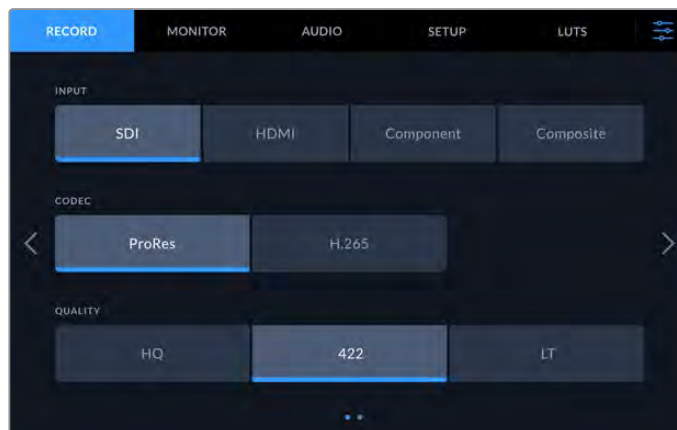 RECORD MONITOR AUDIO SETUP LUTS
INPUT
SDI HDMI Component Composite
CODEC
ProRes H.265
QUALITY
HQ 422 LT